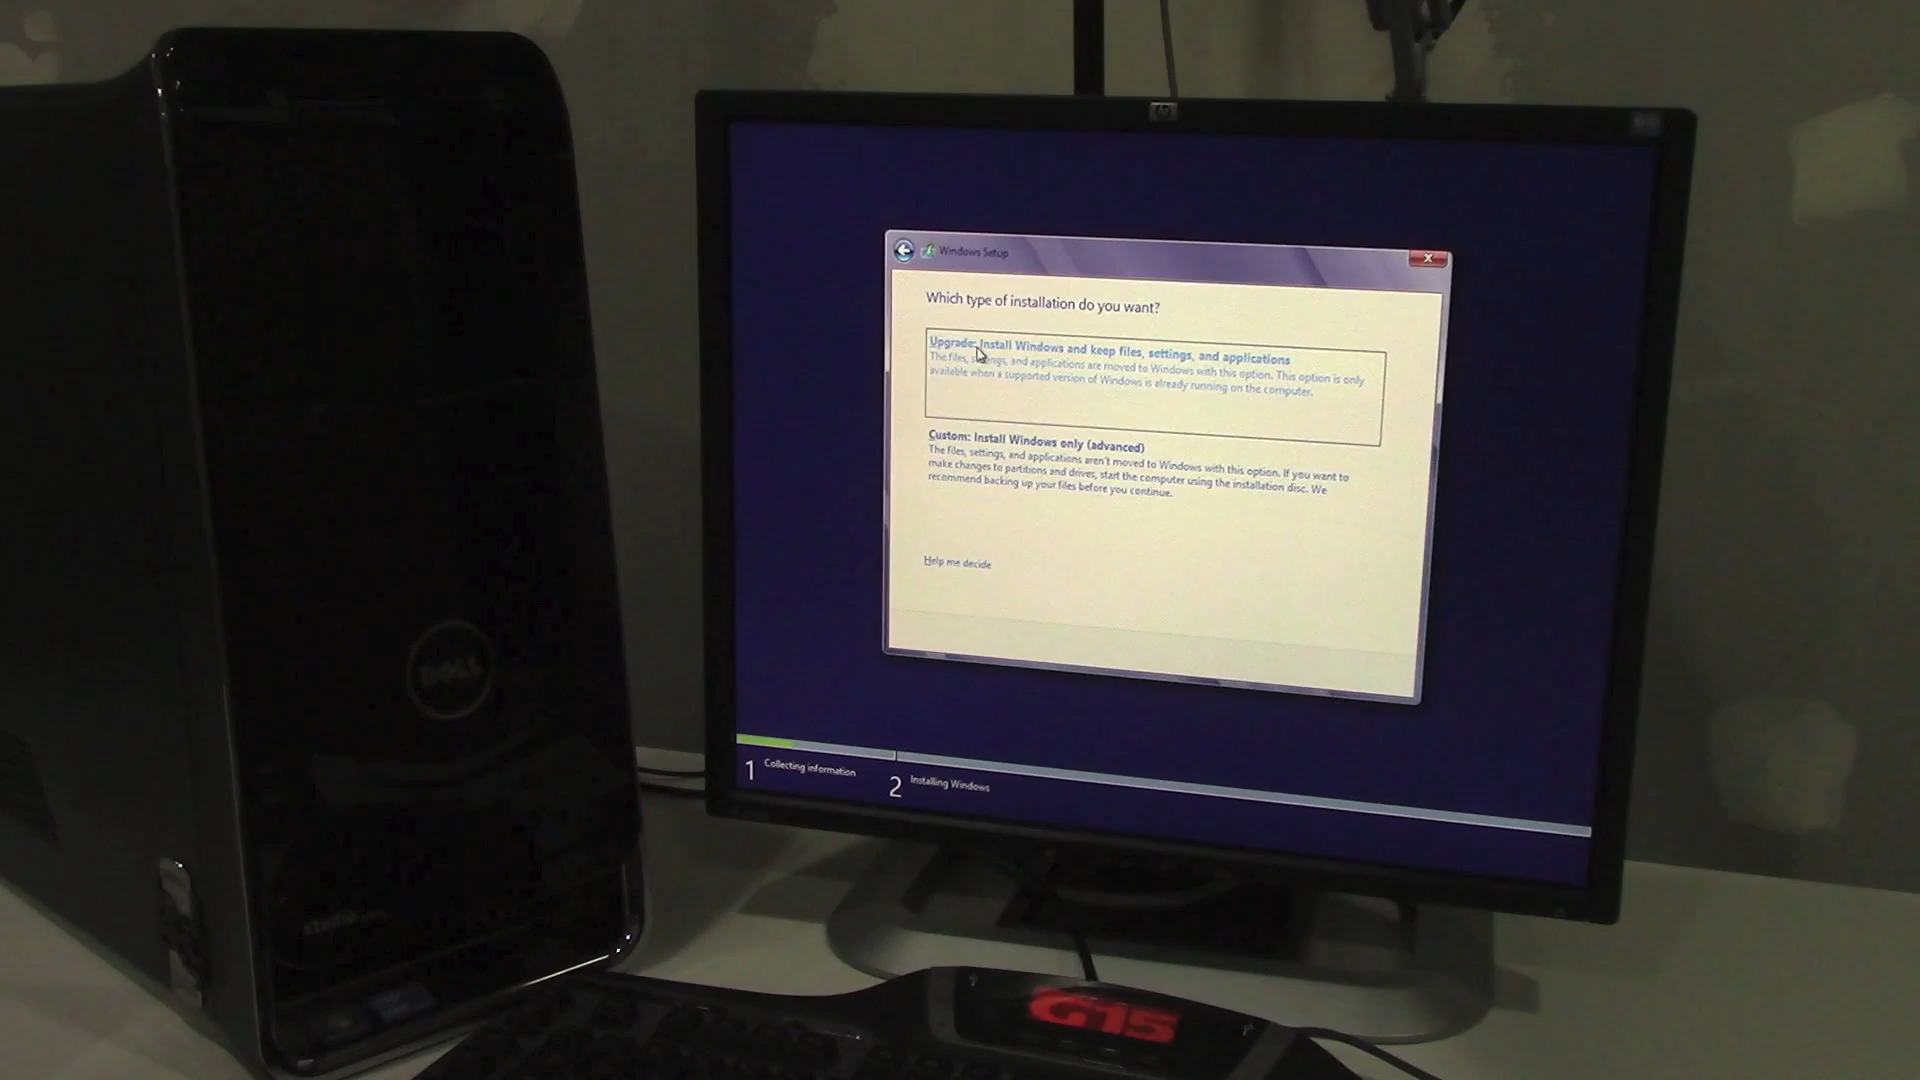 hp
Windows Setup
Which type of installation do you want?
Upgrade: Install Windows and keep files, settings, and applications
The files, settings, and applications are moved to Windows with this option. This option is only
available when a supported version of Windows is already running on the computer.
Custom: Install Windows only (advanced)
The files, settings, and applications aren't moved to Windows with this option. If you want to
make changes to partitions and drives, start the computer using the installation disc. We
recommend backing up your files before you continue.
Help me decide
1 Collecting information
2 Installing Windows
DELL
G15